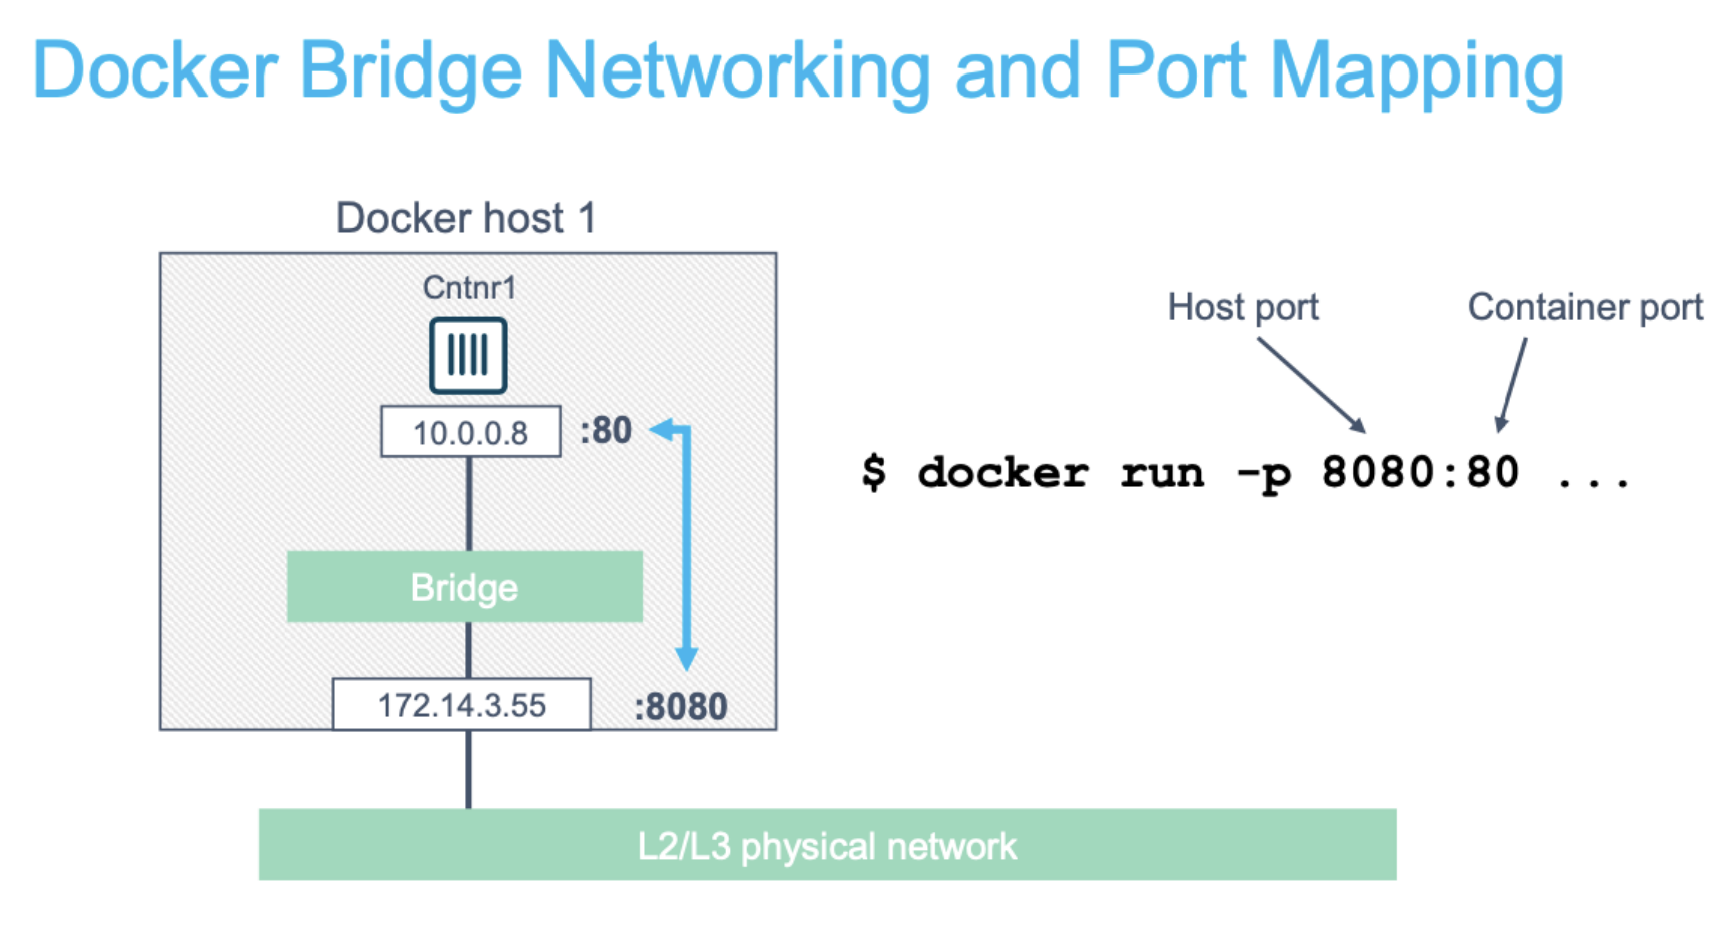 Docker Bridge Networking and Port Mapping
Docker host 1
Cntnr1
10.0.0.8 :80
Bridge
172.14.3.55 :8080
L2/L3 physical network
Host port
Container port
$ docker run -p 8080:80 ...